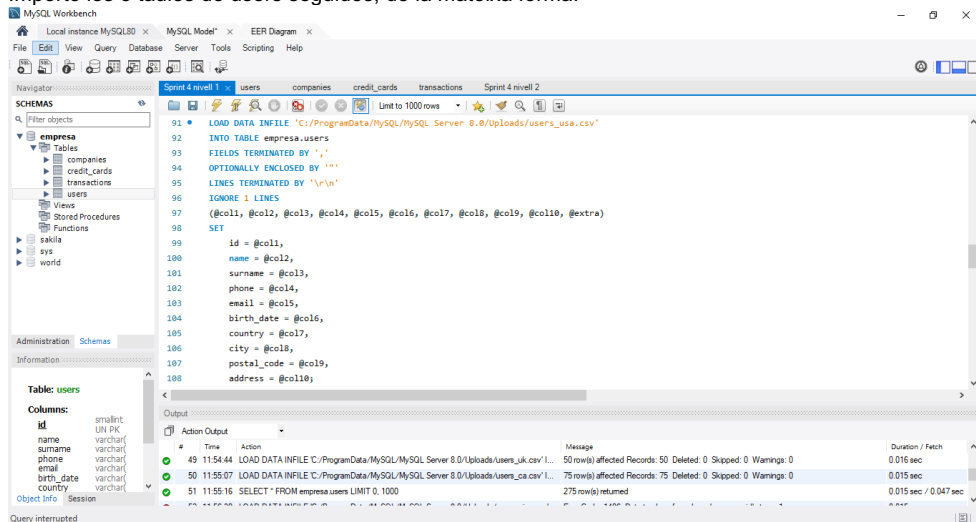 Importo les 3 tables de users seguides, de la mateixa forma:
MySQL Workbench
Local instance MySQL80 × MySQL Model* × EER Diagram ×
File Edit View Query Database Server Tools Scripting Help
Navigator
Sprint 4 nivell 1 × users companies credit_cards transactions Sprint 4 nivell 2
SCHEMAS
Limit to 1000 rows
Filter objects
empresa
Tables
companies
credit_cards
transactions
users
Views
Stored Procedures
Functions
sakila
sys
world
91 LOAD DATA INFILE 'C:/ProgramData/MySQL/MySQL Server 8.0/Uploads/users_usa.csv'
92 INTO TABLE empresa.users
93 FIELDS TERMINATED BY ','
94 OPTIONALLY ENCLOSED BY '"'
95 LINES TERMINATED BY '\r\n'
96 IGNORE 1 LINES
97 (@col1, @col2, @col3, @col4, @col5, @col6, @col7, @col8, @col9, @col10, @extra)
98 SET
99 id = @col1,
100 name = @col2,
101 surname = @col3,
102 phone = @col4,
103 email = @col5,
104 birth_date = @col6,
105 country = @col7,
106 city = @col8,
107 postal_code = @col9,
108 address = @col10;
Administration Schemas
Information
Table: users
Columns:
id smallint UN PK
name varchar(
surname varchar(
phone varchar(
email varchar(
birth_date varchar(
country varchar(
Object Info Session
Output
Action Output
# Time Action Message Duration / Fetch
49 11:54:44 LOAD DATA INFILE 'C:/ProgramData/MySQL/MySQL Server 8.0/Uploads/users_uk.csv' I... 50 row(s) affected Records: 50 Deleted: 0 Skipped: 0 Warnings: 0 0.016 sec
50 11:55:07 LOAD DATA INFILE 'C:/ProgramData/MySQL/MySQL Server 8.0/Uploads/users_ca.csv' I... 75 row(s) affected Records: 75 Deleted: 0 Skipped: 0 Warnings: 0 0.015 sec
51 11:55:16 SELECT * FROM empresa.users LIMIT 0, 1000 275 row(s) returned 0.015 sec / 0.047 sec
Query interrupted